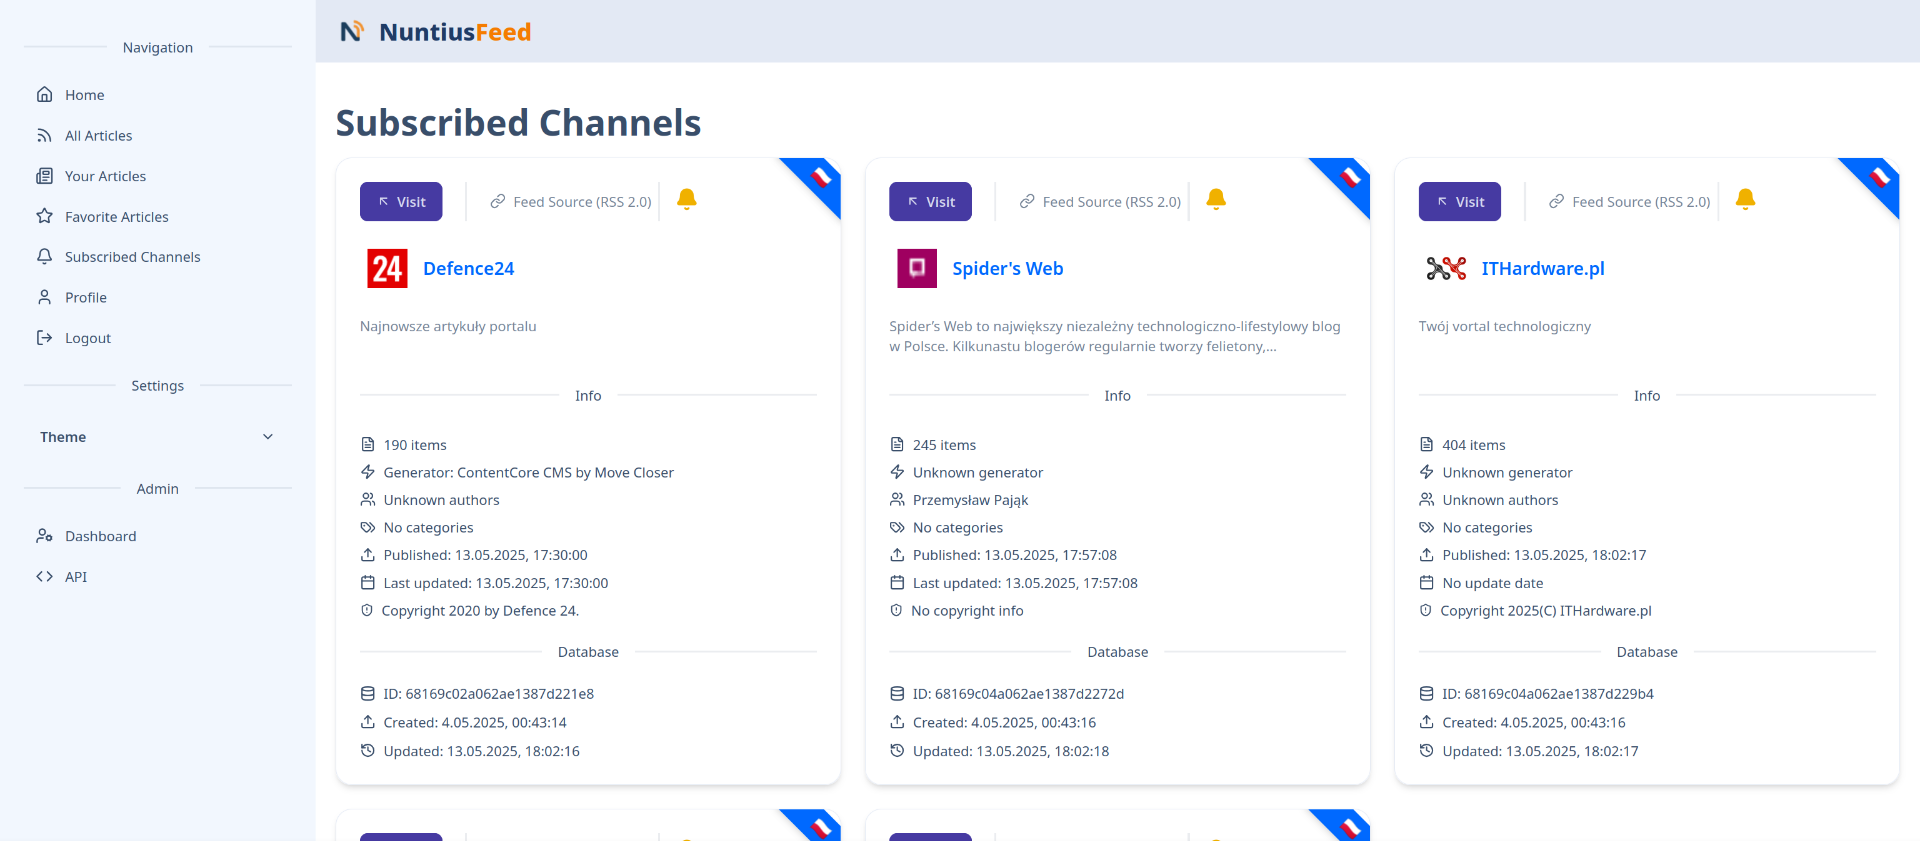 Navigation
Home
All Articles
Your Articles
Favorite Articles
Subscribed Channels
Profile
Logout
Settings
Theme
Admin
Dashboard
API
NuntiusFeed
Subscribed Channels
Visit
Feed Source (RSS 2.0)
24
Defence24
Najnowsze artykuły portalu
Info
190 items
Generator: ContentCore CMS by Move Closer
Unknown authors
No categories
Published: 13.05.2025, 17:30:00
Last updated: 13.05.2025, 17:30:00
Copyright 2020 by Defence 24.
Database
ID: 68169c02a062ae1387d221e8
Created: 4.05.2025, 00:43:14
Updated: 13.05.2025, 18:02:16
Visit
Feed Source (RSS 2.0)
Spider's Web
Spider’s Web to największy niezależny technologiczno-lifestylowy blog
w Polsce. Kilkunastu blogerów regularnie tworzy felietony,...
Info
245 items
Unknown generator
Przemysław Pająk
No categories
Published: 13.05.2025, 17:57:08
Last updated: 13.05.2025, 17:57:08
No copyright info
Database
ID: 68169c04a062ae1387d2272d
Created: 4.05.2025, 00:43:16
Updated: 13.05.2025, 18:02:18
Visit
Feed Source (RSS 2.0)
ITHardware.pl
Twój vortal technologiczny
Info
404 items
Unknown generator
Unknown authors
No categories
Published: 13.05.2025, 18:02:17
No update date
Copyright 2025(C) ITHardware.pl
Database
ID: 68169c04a062ae1387d229b4
Created: 4.05.2025, 00:43:16
Updated: 13.05.2025, 18:02:17